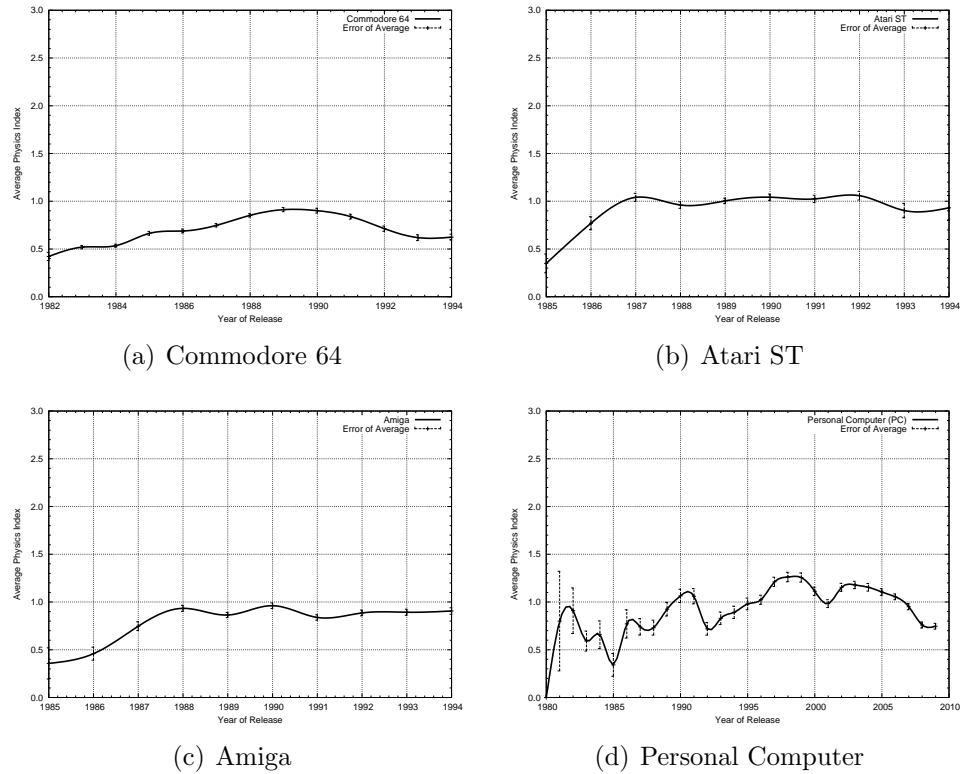 Commodore 64
Error of Average
3.0
2.5
2.0
1.5
1.0
0.5
0.0
Average Physics Index
1982 1984 1986 1988 1990 1992 1994
Year of Release
(a) Commodore 64
Atari ST
Error of Average
3.0
2.5
2.0
1.5
1.0
0.5
0.0
Average Physics Index
1985 1986 1987 1988 1989 1990 1991 1992 1993 1994
Year of Release
(b) Atari ST
Amiga
Error of Average
3.0
2.5
2.0
1.5
1.0
0.5
0.0
Average Physics Index
1985 1986 1987 1988 1989 1990 1991 1992 1993 1994
Year of Release
(c) Amiga
Personal Computer (PC)
Error of Average
3.0
2.5
2.0
1.5
1.0
0.5
0.0
Average Physics Index
1980 1985 1990 1995 2000 2005 2010
Year of Release
(d) Personal Computer